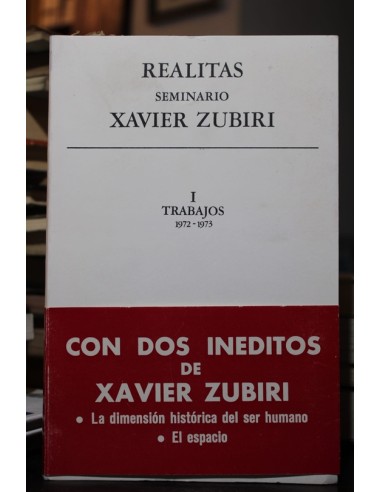 REALITAS
SEMINARIO
XAVIER ZUBIRI
I
TRABAJOS
1972-1973
CON DOS INEDITOS
DE
XAVIER ZUBIRI
• La dimensión histórica del ser humano
• El espacio